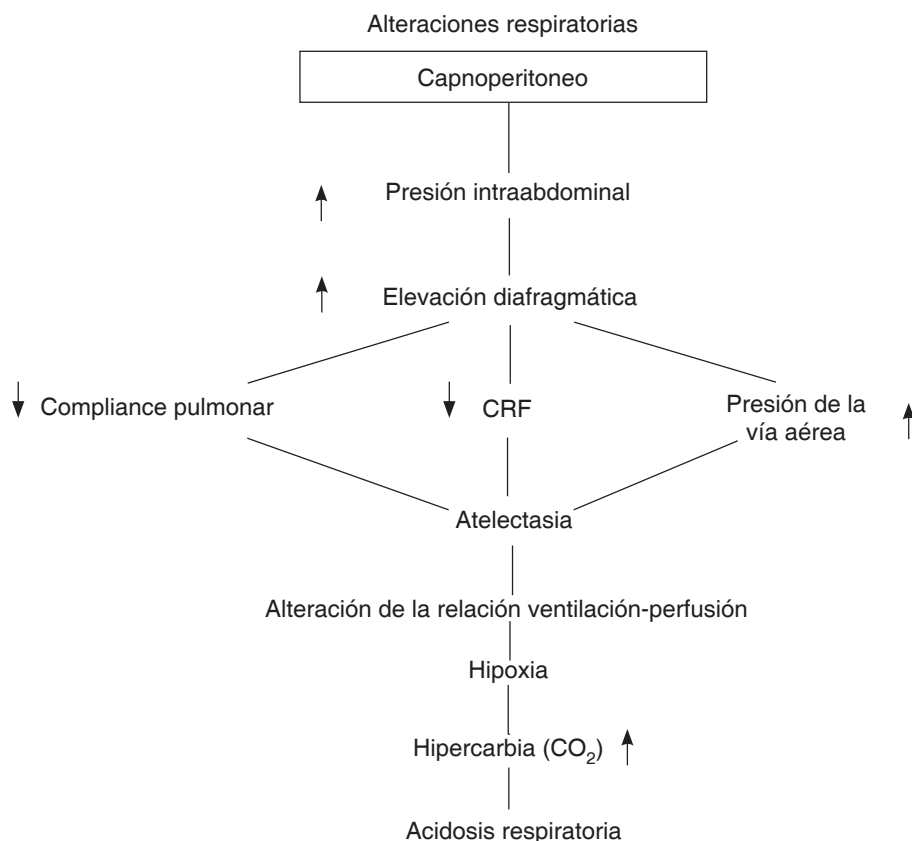 Alteraciones respiratorias
Capnoperitoneo
Presión intraabdominal
Elevación diafragmática
Compliance pulmonar
CRF
Presión de la
vía aérea
Atelectasia
Alteración de la relación ventilación-perfusión
Hipoxia
Hipercarbia (CO₂)
Acidosis respiratoria